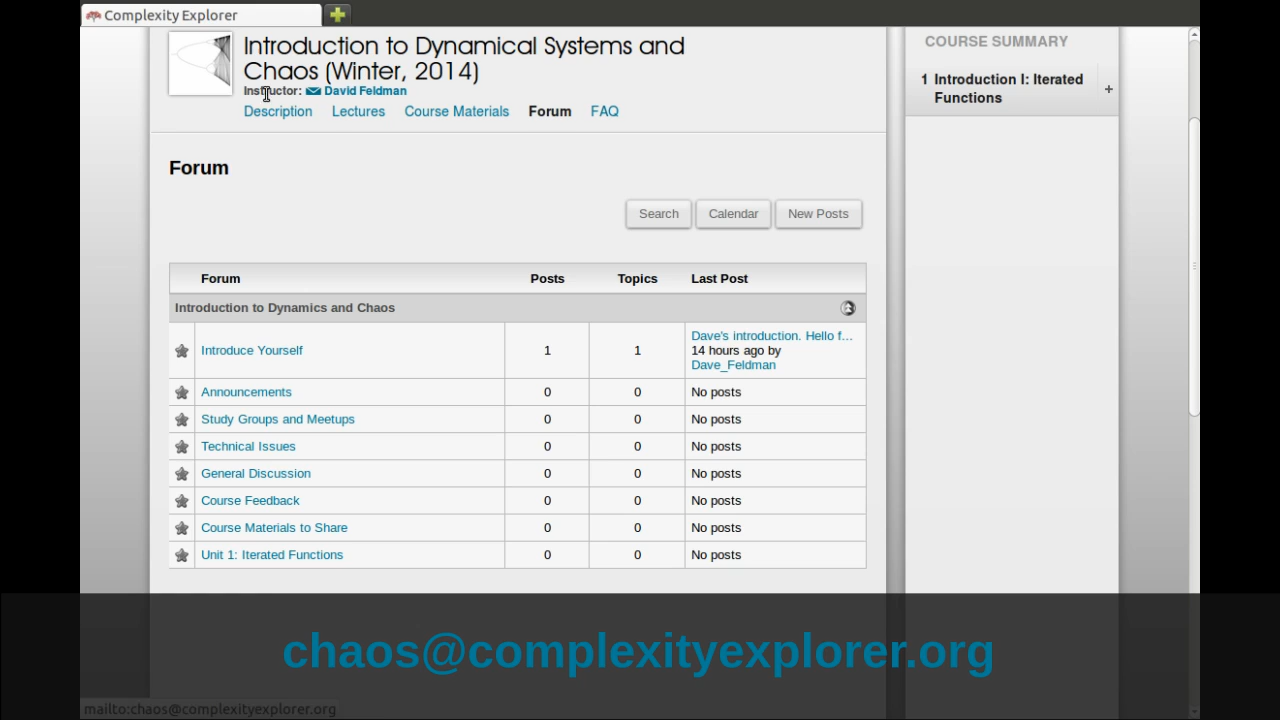 Complexity Explorer
Introduction to Dynamical Systems and
Chaos (Winter, 2014)
Instructor: David Feldman
Description Lectures Course Materials Forum FAQ
COURSE SUMMARY
1 Introduction I: Iterated
Functions
+
Forum
Search Calendar New Posts
Forum Posts Topics Last Post
Introduction to Dynamics and Chaos
Introduce Yourself 1 1 Dave's introduction. Hello f...
14 hours ago by
Dave_Feldman
Announcements 0 0 No posts
Study Groups and Meetups 0 0 No posts
Technical Issues 0 0 No posts
General Discussion 0 0 No posts
Course Feedback 0 0 No posts
Course Materials to Share 0 0 No posts
Unit 1: Iterated Functions 0 0 No posts
chaos@complexityexplorer.org
mailto:chaos@complexityexplorer.org